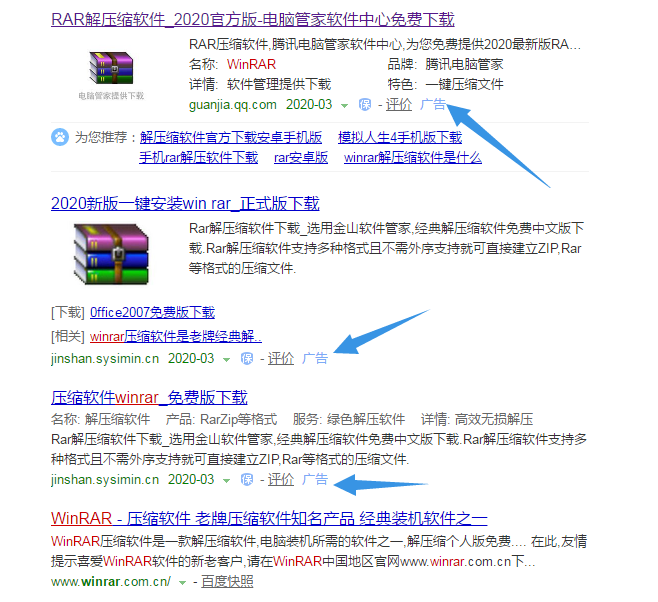 RAR解压缩软件_2020官方版-电脑管家软件中心免费下载
RAR压缩软件,腾讯电脑管家软件中心,为您免费提供2020最新版RA...
名称: WinRAR 品牌: 腾讯电脑管家
详情: 软件管理提供下载 特色: 一键压缩文件
电脑管家提供下载
guanjia.qq.com 2020-03 保 - 评价 广告
为您推荐: 解压缩软件官方下载安卓手机版 模拟人生4手机版下载
手机rar解压软件下载 rar安卓版 winrar解压缩软件是什么
2020新版一键安装win rar_正式版下载
Rar解压缩软件下载_选用金山软件管家,经典解压缩软件免费中文版下
载.Rar解压缩软件支持多种格式且不需外序支持就可直接建立ZIP,Rar
等格式的压缩文件.
[下载] 0ffice2007免费版下载
[相关] winrar压缩软件是老牌经典解..
jinshan.sysimin.cn 2020-03 保 - 评价 广告
压缩软件winrar_免费版下载
名称: 解压缩软件 产品: RarZip等格式 服务: 绿色解压软件 详情: 高效无损解压
Rar解压缩软件下载_选用金山软件管家,经典解压缩软件免费中文版下载.Rar解压缩软件支持多
种格式且不需外序支持就可直接建立ZIP,Rar等格式的压缩文件.
jinshan.sysimin.cn 2020-03 保 - 评价 广告
WinRAR - 压缩软件 老牌压缩软件知名产品 经典装机软件之一
WinRAR压缩软件是一款解压缩软件,电脑装机所需的软件之一,解压缩个人版免费.... 在此,友情
提示喜爱WinRAR软件的新老客户,请在WinRAR中国地区官网www.winrar.com.cn下...
www.winrar.com.cn/ - 百度快照